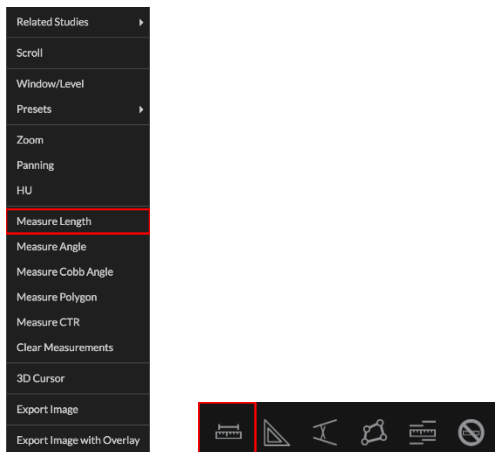 Related Studies
Scroll
Window/Level
Presets
Zoom
Panning
HU
Measure Length
Measure Angle
Measure Cobb Angle
Measure Polygon
Measure CTR
Clear Measurements
3D Cursor
Export Image
Export Image with Overlay